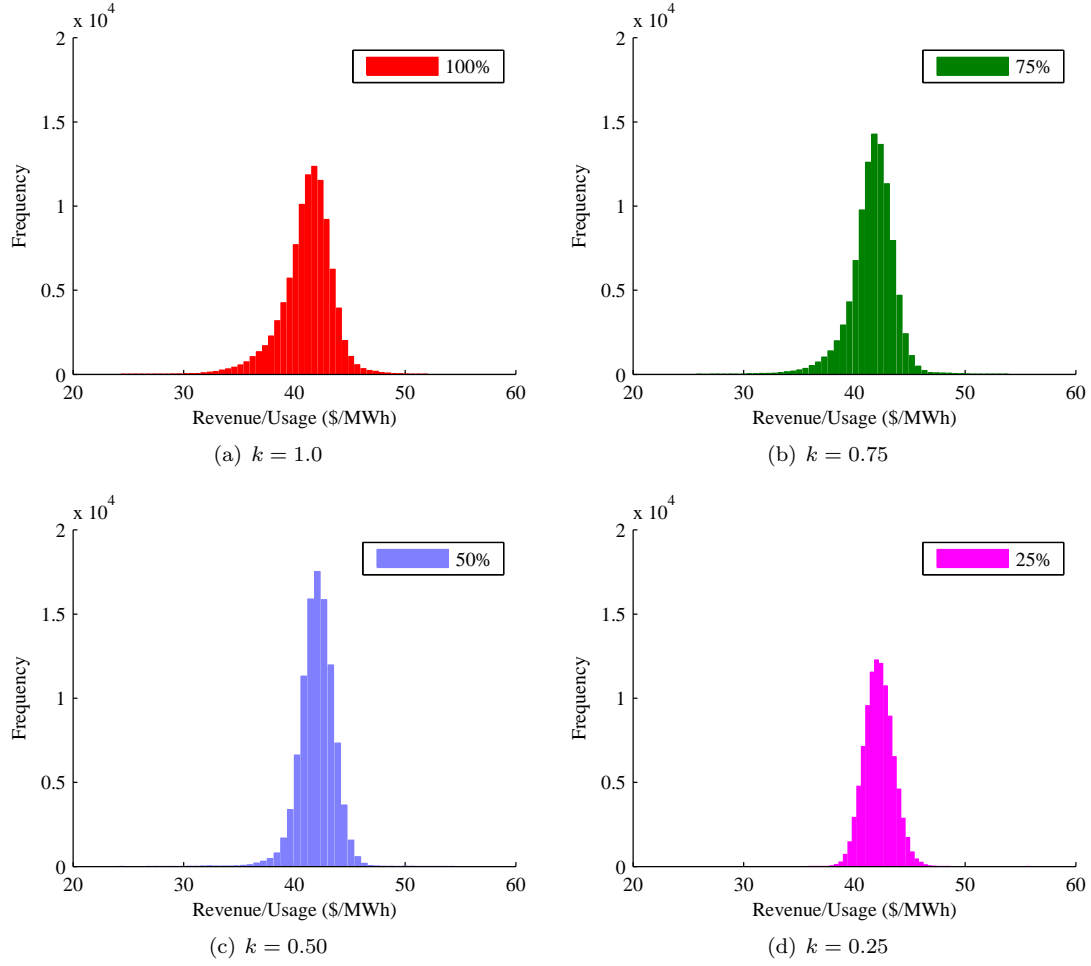 x 10^4
2
1.5
1
0.5
0
Frequency
100%
20 30 40 50 60
Revenue/Usage ($/MWh)
(a) k = 1.0
x 10^4
2
1.5
1
0.5
0
Frequency
75%
20 30 40 50 60
Revenue/Usage ($/MWh)
(b) k = 0.75
x 10^4
2
1.5
1
0.5
0
Frequency
50%
20 30 40 50 60
Revenue/Usage ($/MWh)
(c) k = 0.50
x 10^4
2
1.5
1
0.5
0
Frequency
25%
20 30 40 50 60
Revenue/Usage ($/MWh)
(d) k = 0.25